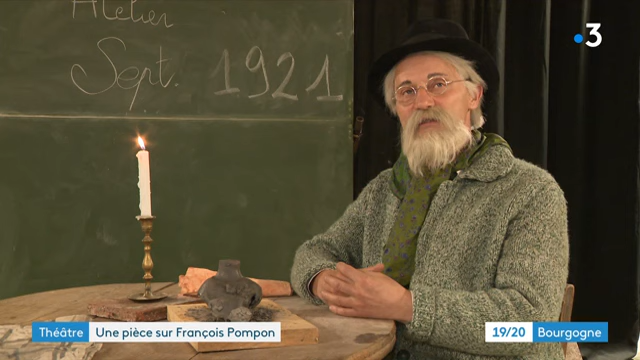 Atelier
Sept. 1921
3
Théâtre
Une pièce sur François Pompon
19/20
Bourgogne